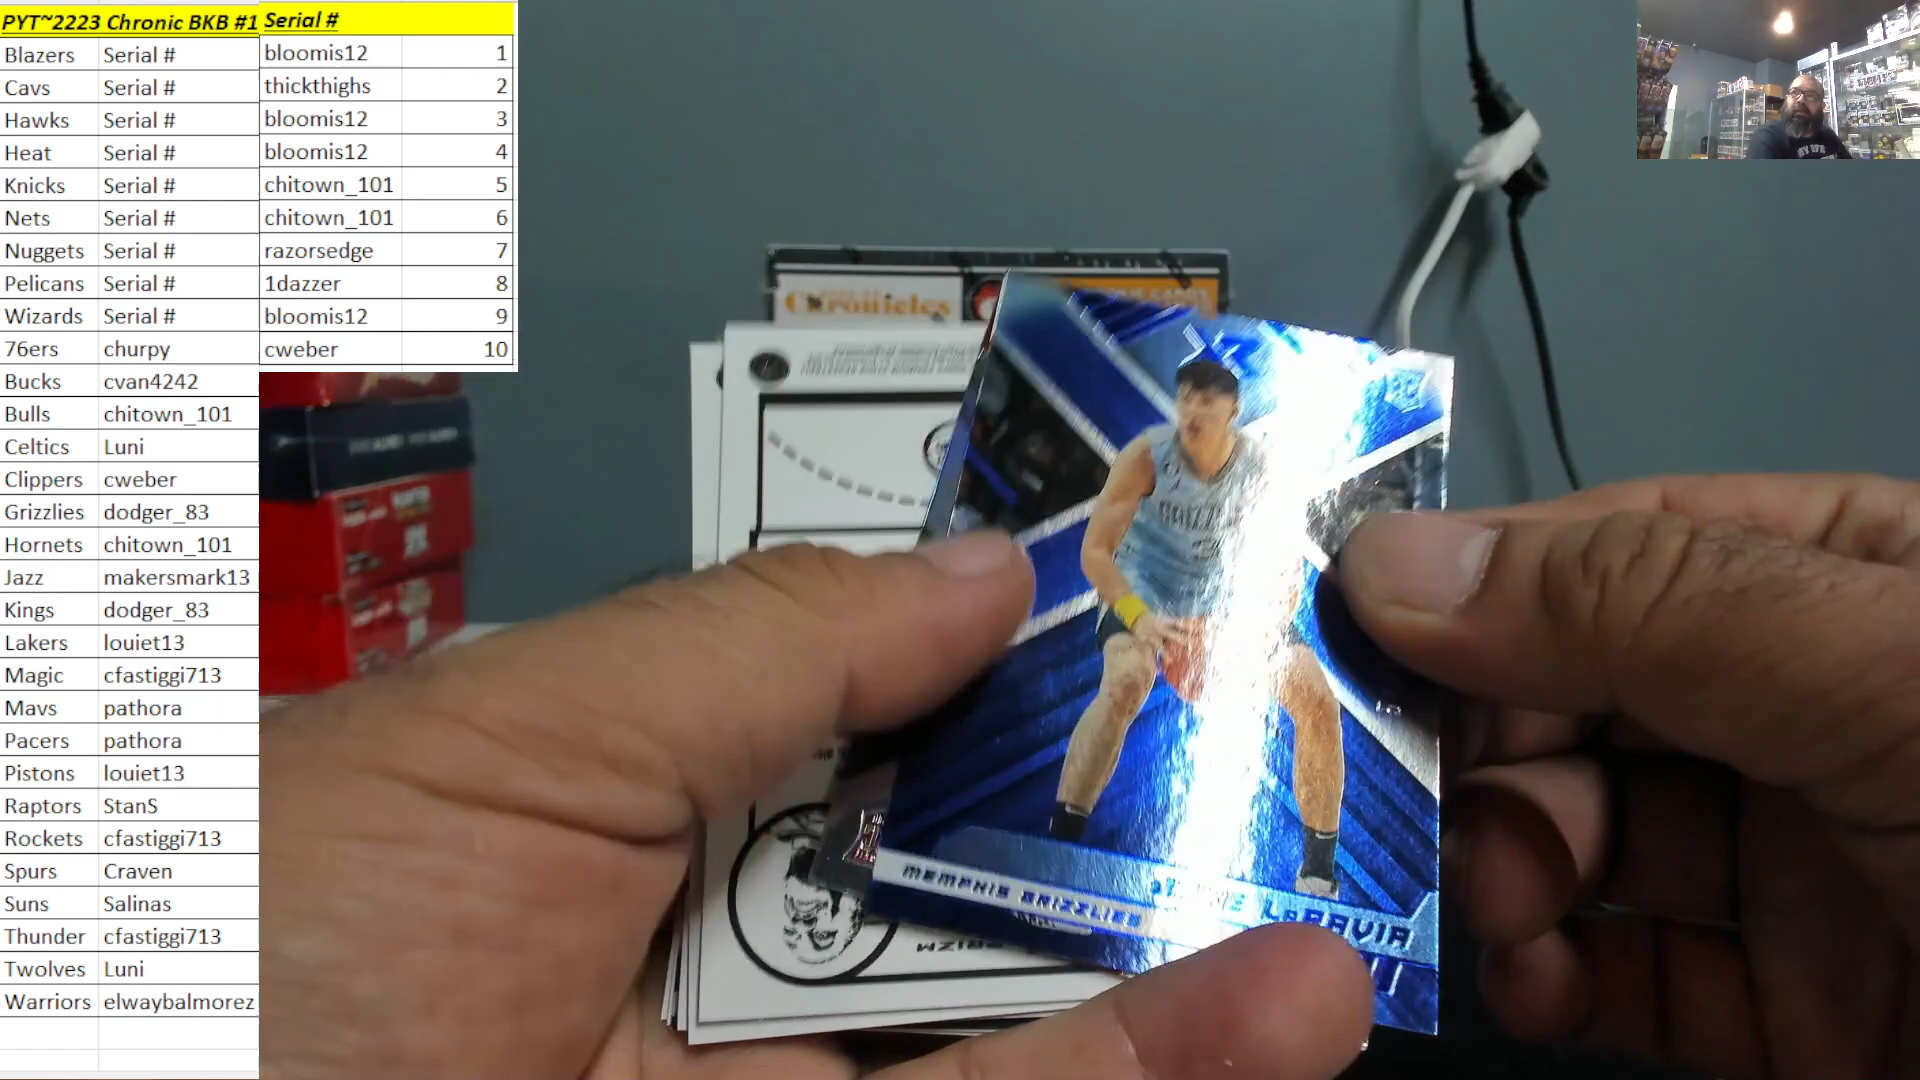 PYT~2223 Chronic BKB #1 Serial #
Blazers Serial # bloomis12 1
Cavs Serial # thickthighs 2
Hawks Serial # bloomis12 3
Heat Serial # bloomis12 4
Knicks Serial # chitown_101 5
Nets Serial # chitown_101 6
Nuggets Serial # razorsedge 7
Pelicans Serial # 1dazzer 8
Wizards Serial # bloomis12 9
76ers churpy cweber 10
Bucks cvan4242
Bulls chitown_101
Celtics Luni
Clippers cweber
Grizzlies dodger_83
Hornets chitown_101
Jazz makersmark13
Kings dodger_83
Lakers louiet13
Magic cfastiggi713
Mavs pathora
Pacers pathora
Pistons louiet13
Raptors StanS
Rockets cfastiggi713
Spurs Craven
Suns Salinas
Thunder cfastiggi713
Twolves Luni
Warriors elwaybalmorez
Chronicles
MEMPHIS GRIZZLIES
LaRAVIA
PRIZM